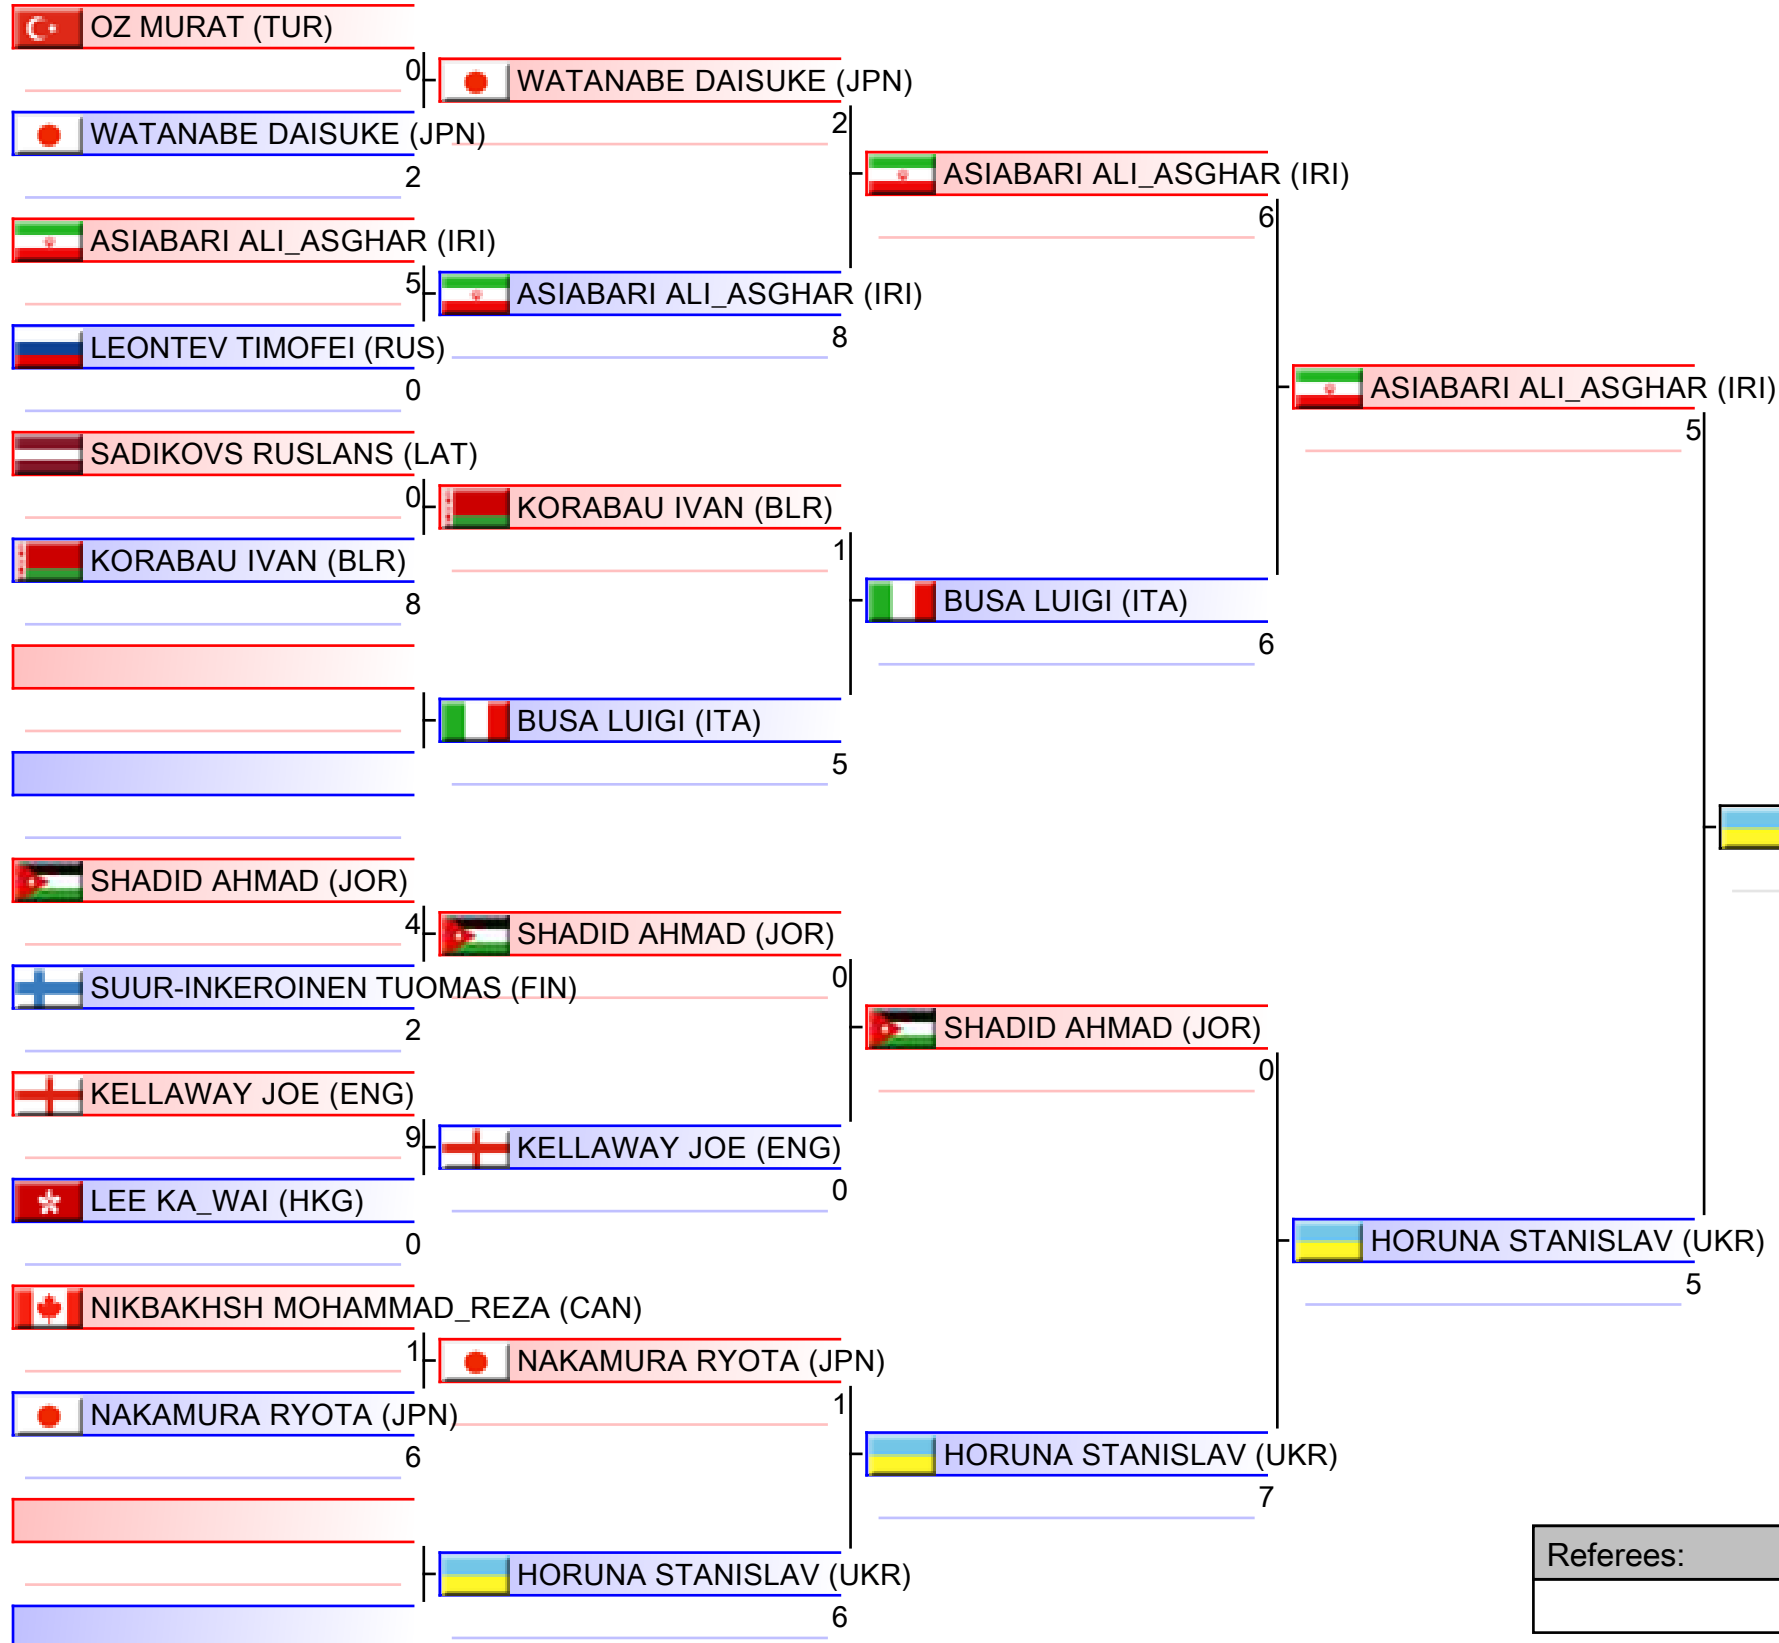 OZ MURAT (TUR)
0
WATANABE DAISUKE (JPN)
2
ASIABARI ALI_ASGHAR (IRI)
5
LEONTEV TIMOFEI (RUS)
0
SADIKOVS RUSLANS (LAT)
0
KORABAU IVAN (BLR)
8
SHADID AHMAD (JOR)
4
SUUR-INKEROINEN TUOMAS (FIN)
2
KELLAWAY JOE (ENG)
9
LEE KA_WAI (HKG)
0
NIKBAKHSH MOHAMMAD_REZA (CAN)
1
NAKAMURA RYOTA (JPN)
6
WATANABE DAISUKE (JPN)
2
ASIABARI ALI_ASGHAR (IRI)
8
KORABAU IVAN (BLR)
1
BUSA LUIGI (ITA)
5
SHADID AHMAD (JOR)
0
KELLAWAY JOE (ENG)
0
NAKAMURA RYOTA (JPN)
1
HORUNA STANISLAV (UKR)
6
ASIABARI ALI_ASGHAR (IRI)
6
BUSA LUIGI (ITA)
6
SHADID AHMAD (JOR)
0
HORUNA STANISLAV (UKR)
7
ASIABARI ALI_ASGHAR (IRI)
5
HORUNA STANISLAV (UKR)
5
Referees: